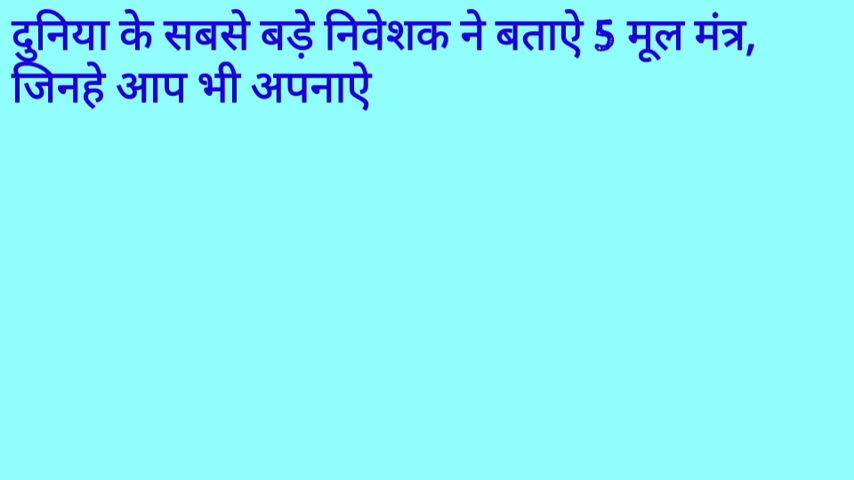 दुनिया के सबसे बड़े निवेशक ने बताऐ 5 मूल मंत्र,
जिनहे आप भी अपनाऐ